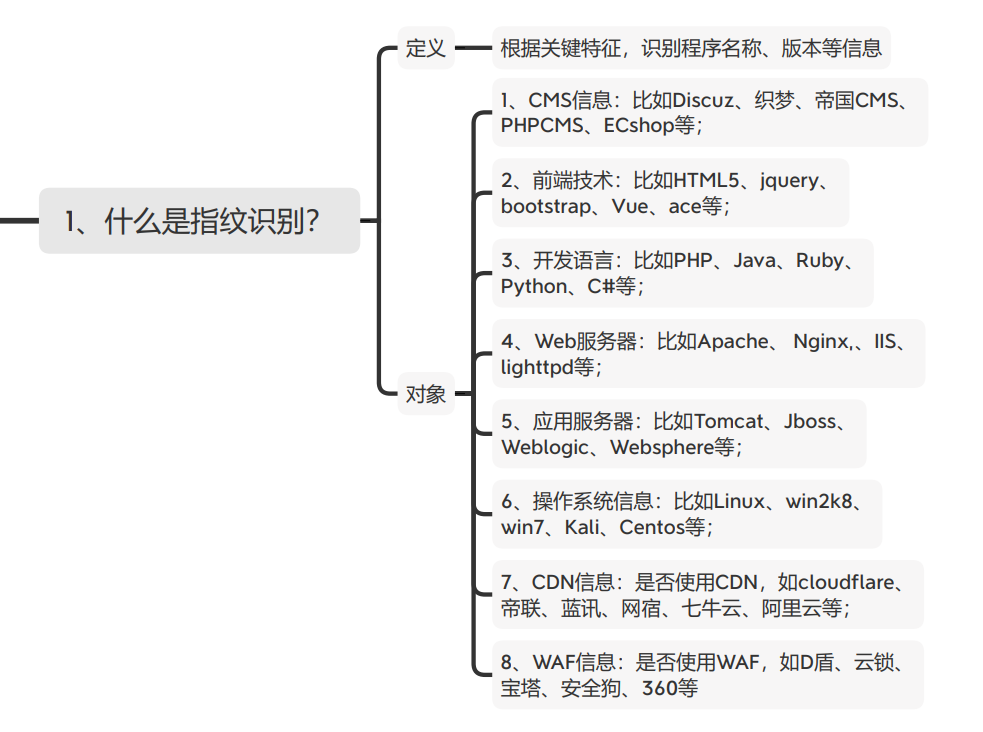 1、什么是指纹识别？
定义
根据关键特征，识别程序名称、版本等信息
对象
1、CMS信息：比如Discuz、织梦、帝国CMS、
PHPCMS、ECshop等；
2、前端技术：比如HTML5、jquery、
bootstrap、Vue、ace等；
3、开发语言：比如PHP、Java、Ruby、
Python、C#等；
4、Web服务器：比如Apache、 Nginx,、IIS、
lighttpd等；
5、应用服务器：比如Tomcat、Jboss、
Weblogic、Websphere等；
6、操作系统信息：比如Linux、win2k8、
win7、Kali、Centos等；
7、CDN信息：是否使用CDN，如cloudflare、
帝联、蓝讯、网宿、七牛云、阿里云等；
8、WAF信息：是否使用WAF，如D盾、云锁、
宝塔、安全狗、360等